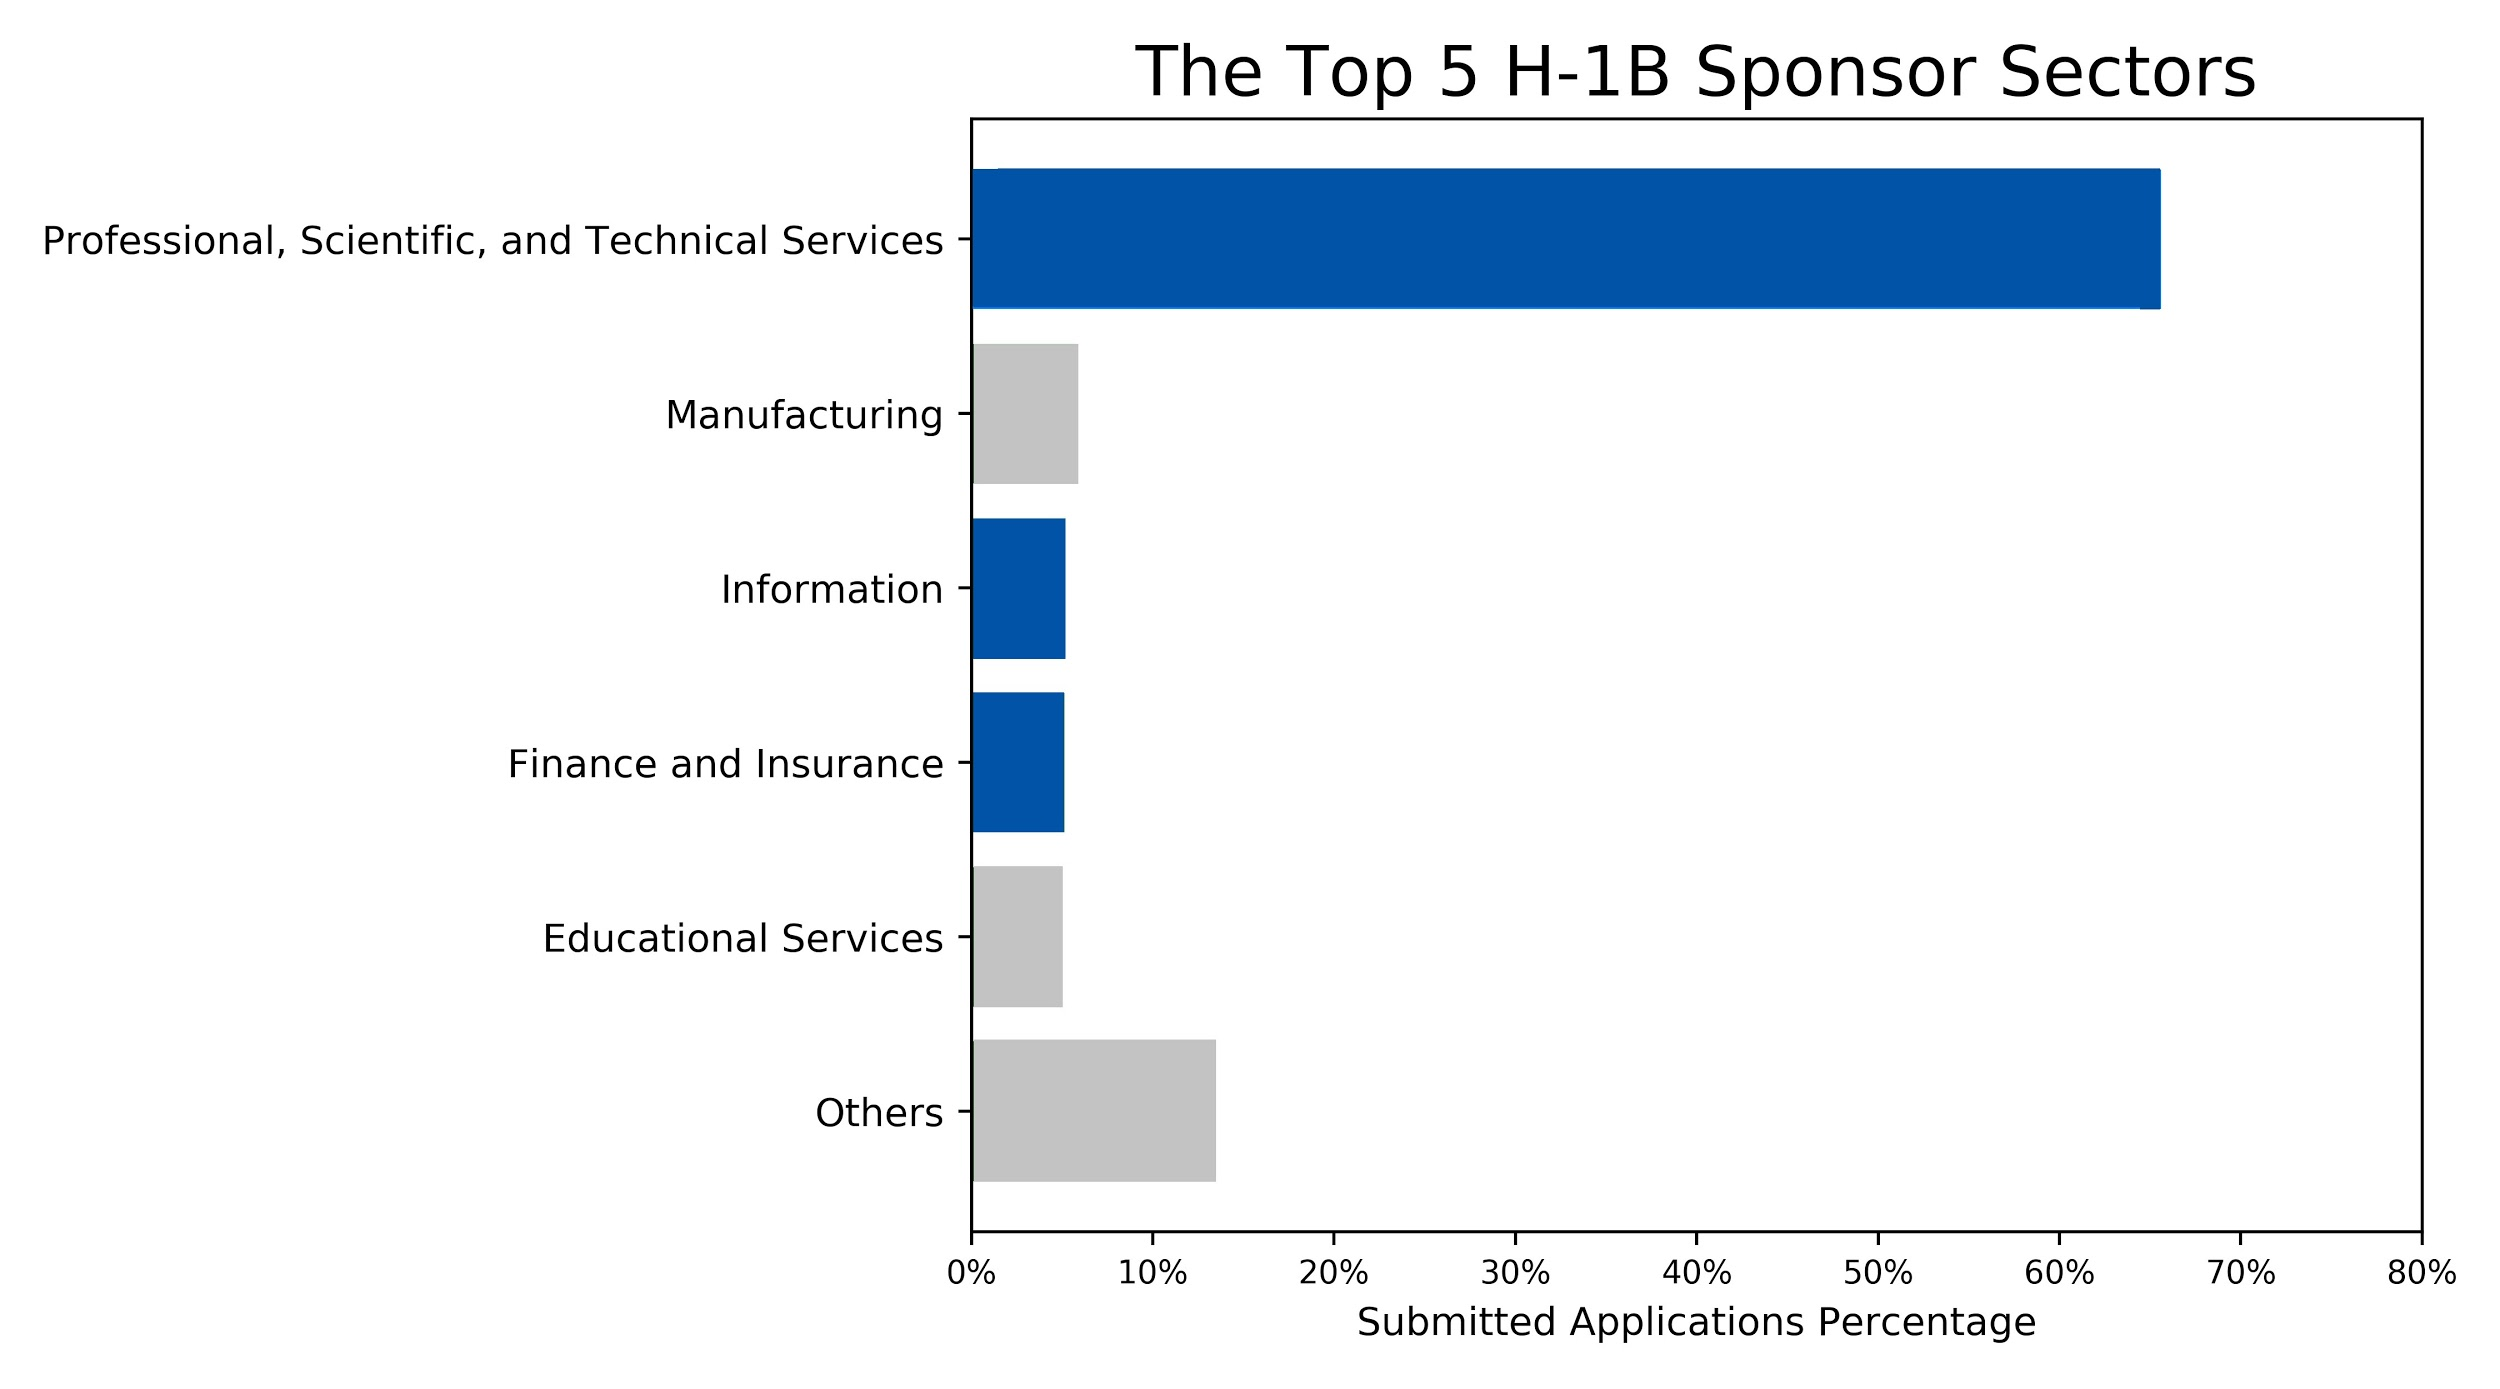 The Top 5 H-1B Sponsor Sectors
Professional, Scientific, and Technical Services
Manufacturing
Information
Finance and Insurance
Educational Services
Others
0% 10% 20% 30% 40% 50% 60% 70% 80%
Submitted Applications Percentage